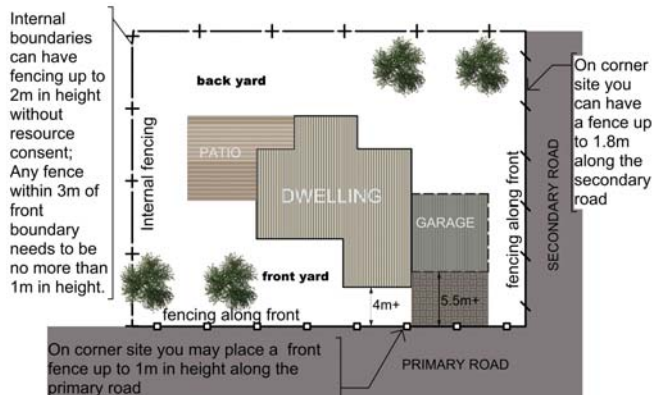 Internal
boundaries
can have
fencing up to
2m in height
without
resource
consent;
Any fence
within 3m of
front
boundary
needs to be
no more than
1m in height.
back yard
Internal fencing
PATIO
DWELLING
GARAGE
front yard
4m+
5.5m+
fencing along front
fencing along front
SECONDARY ROAD
On corner
site you
can have
a fence up
to 1.8m
along the
secondary
road
On corner site you may place a front
fence up to 1m in height along the
primary road
PRIMARY ROAD